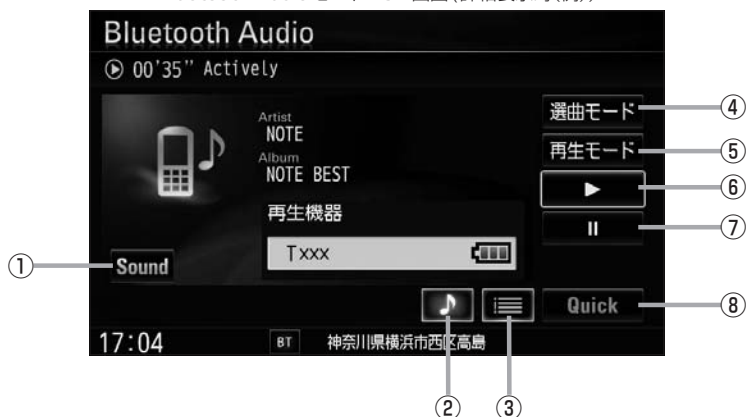 Bluetooth Audio
00'35" Actively
Artist
NOTE
Album
NOTE BEST
再生機器
Txxx
Sound
選曲モード
再生モード
Quick
17:04 BT 神奈川県横浜市西区高島
①
②
③
④
⑤
⑥
⑦
⑧